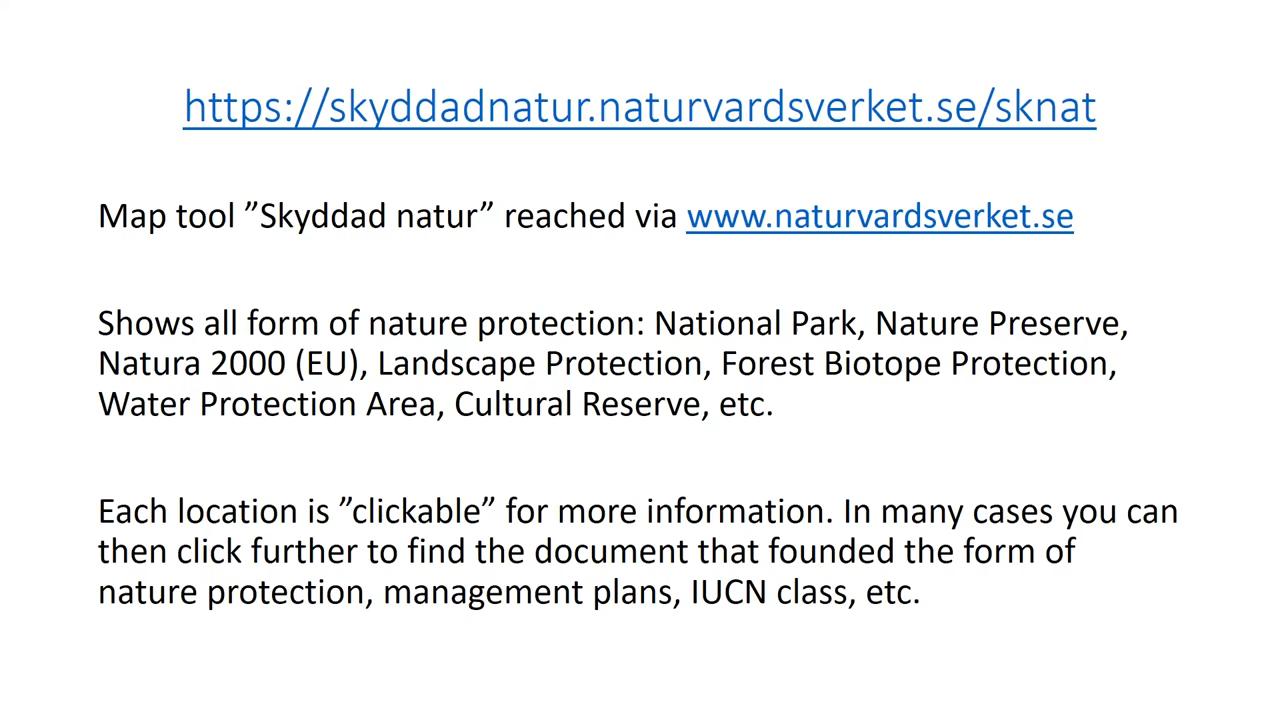 https://skyddadnatur.naturvardsverket.se/sknat
Map tool ”Skyddad natur” reached via www.naturvardsverket.se
Shows all form of nature protection: National Park, Nature Preserve,
Natura 2000 (EU), Landscape Protection, Forest Biotope Protection,
Water Protection Area, Cultural Reserve, etc.
Each location is ”clickable” for more information. In many cases you can
then click further to find the document that founded the form of
nature protection, management plans, IUCN class, etc.